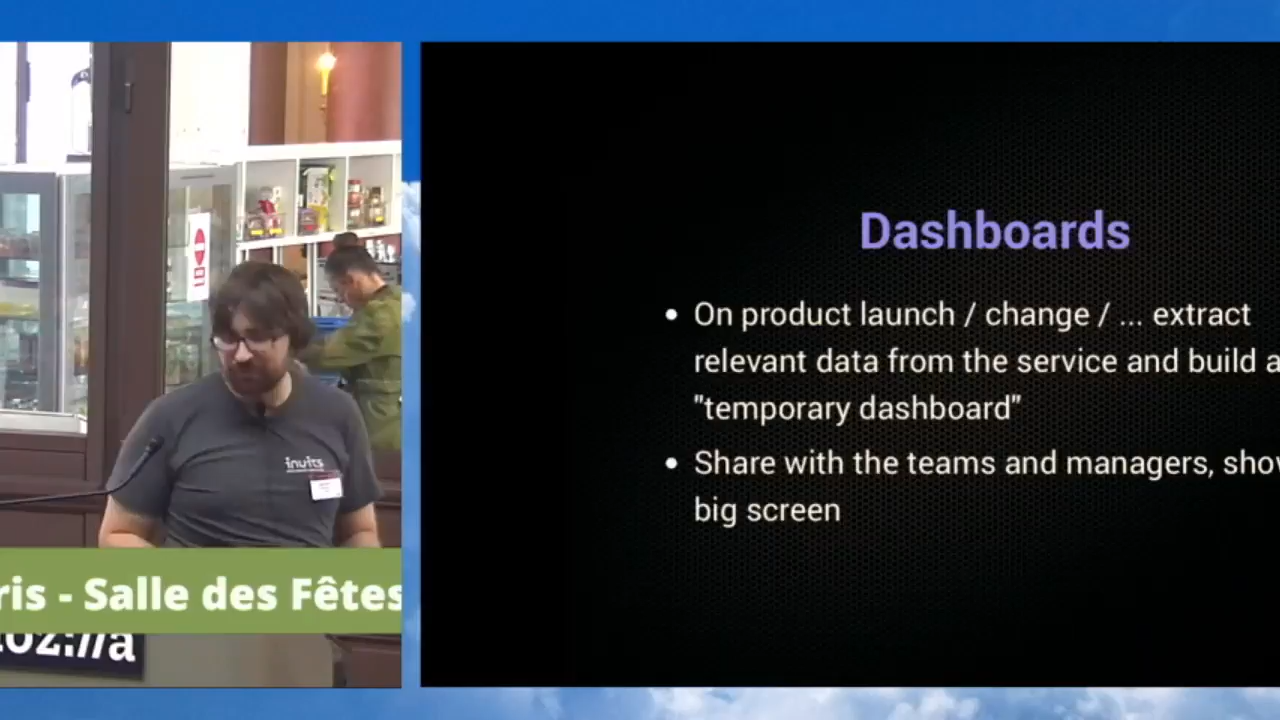 Dashboards
• On product launch / change / ... extract
relevant data from the service and build a
"temporary dashboard"
• Share with the teams and managers, show
big screen
inuits
ris - Salle des Fêtes
oz://a